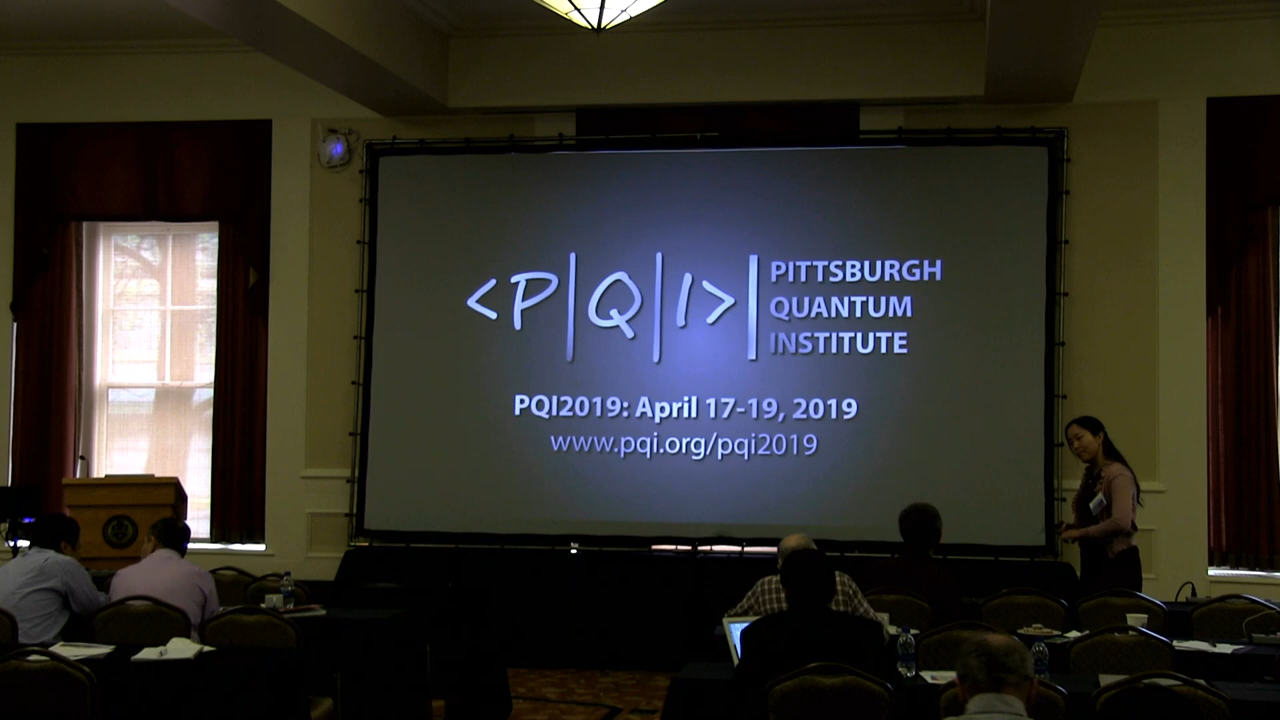 <P|Q|I>
PITTSBURGH
QUANTUM
INSTITUTE
PQI2019: April 17-19, 2019
www.pqi.org/pqi2019